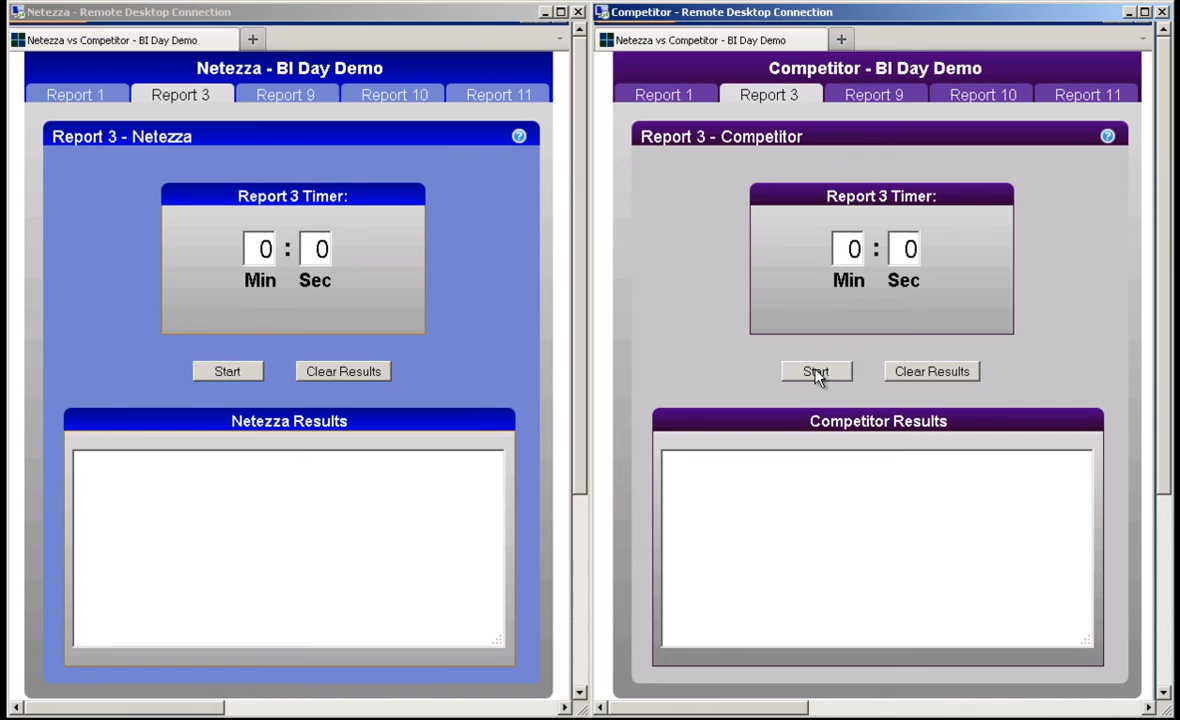 Netezza - Remote Desktop Connection
Netezza vs Competitor - BI Day Demo
Netezza - BI Day Demo
Report 1
Report 3
Report 9
Report 10
Report 11
Report 3 - Netezza
?
Report 3 Timer:
0 : 0
Min Sec
Start
Clear Results
Netezza Results
Competitor - Remote Desktop Connection
Netezza vs Competitor - BI Day Demo
Competitor - BI Day Demo
Report 1
Report 3
Report 9
Report 10
Report 11
Report 3 - Competitor
?
Report 3 Timer:
0 : 0
Min Sec
Start
Clear Results
Competitor Results